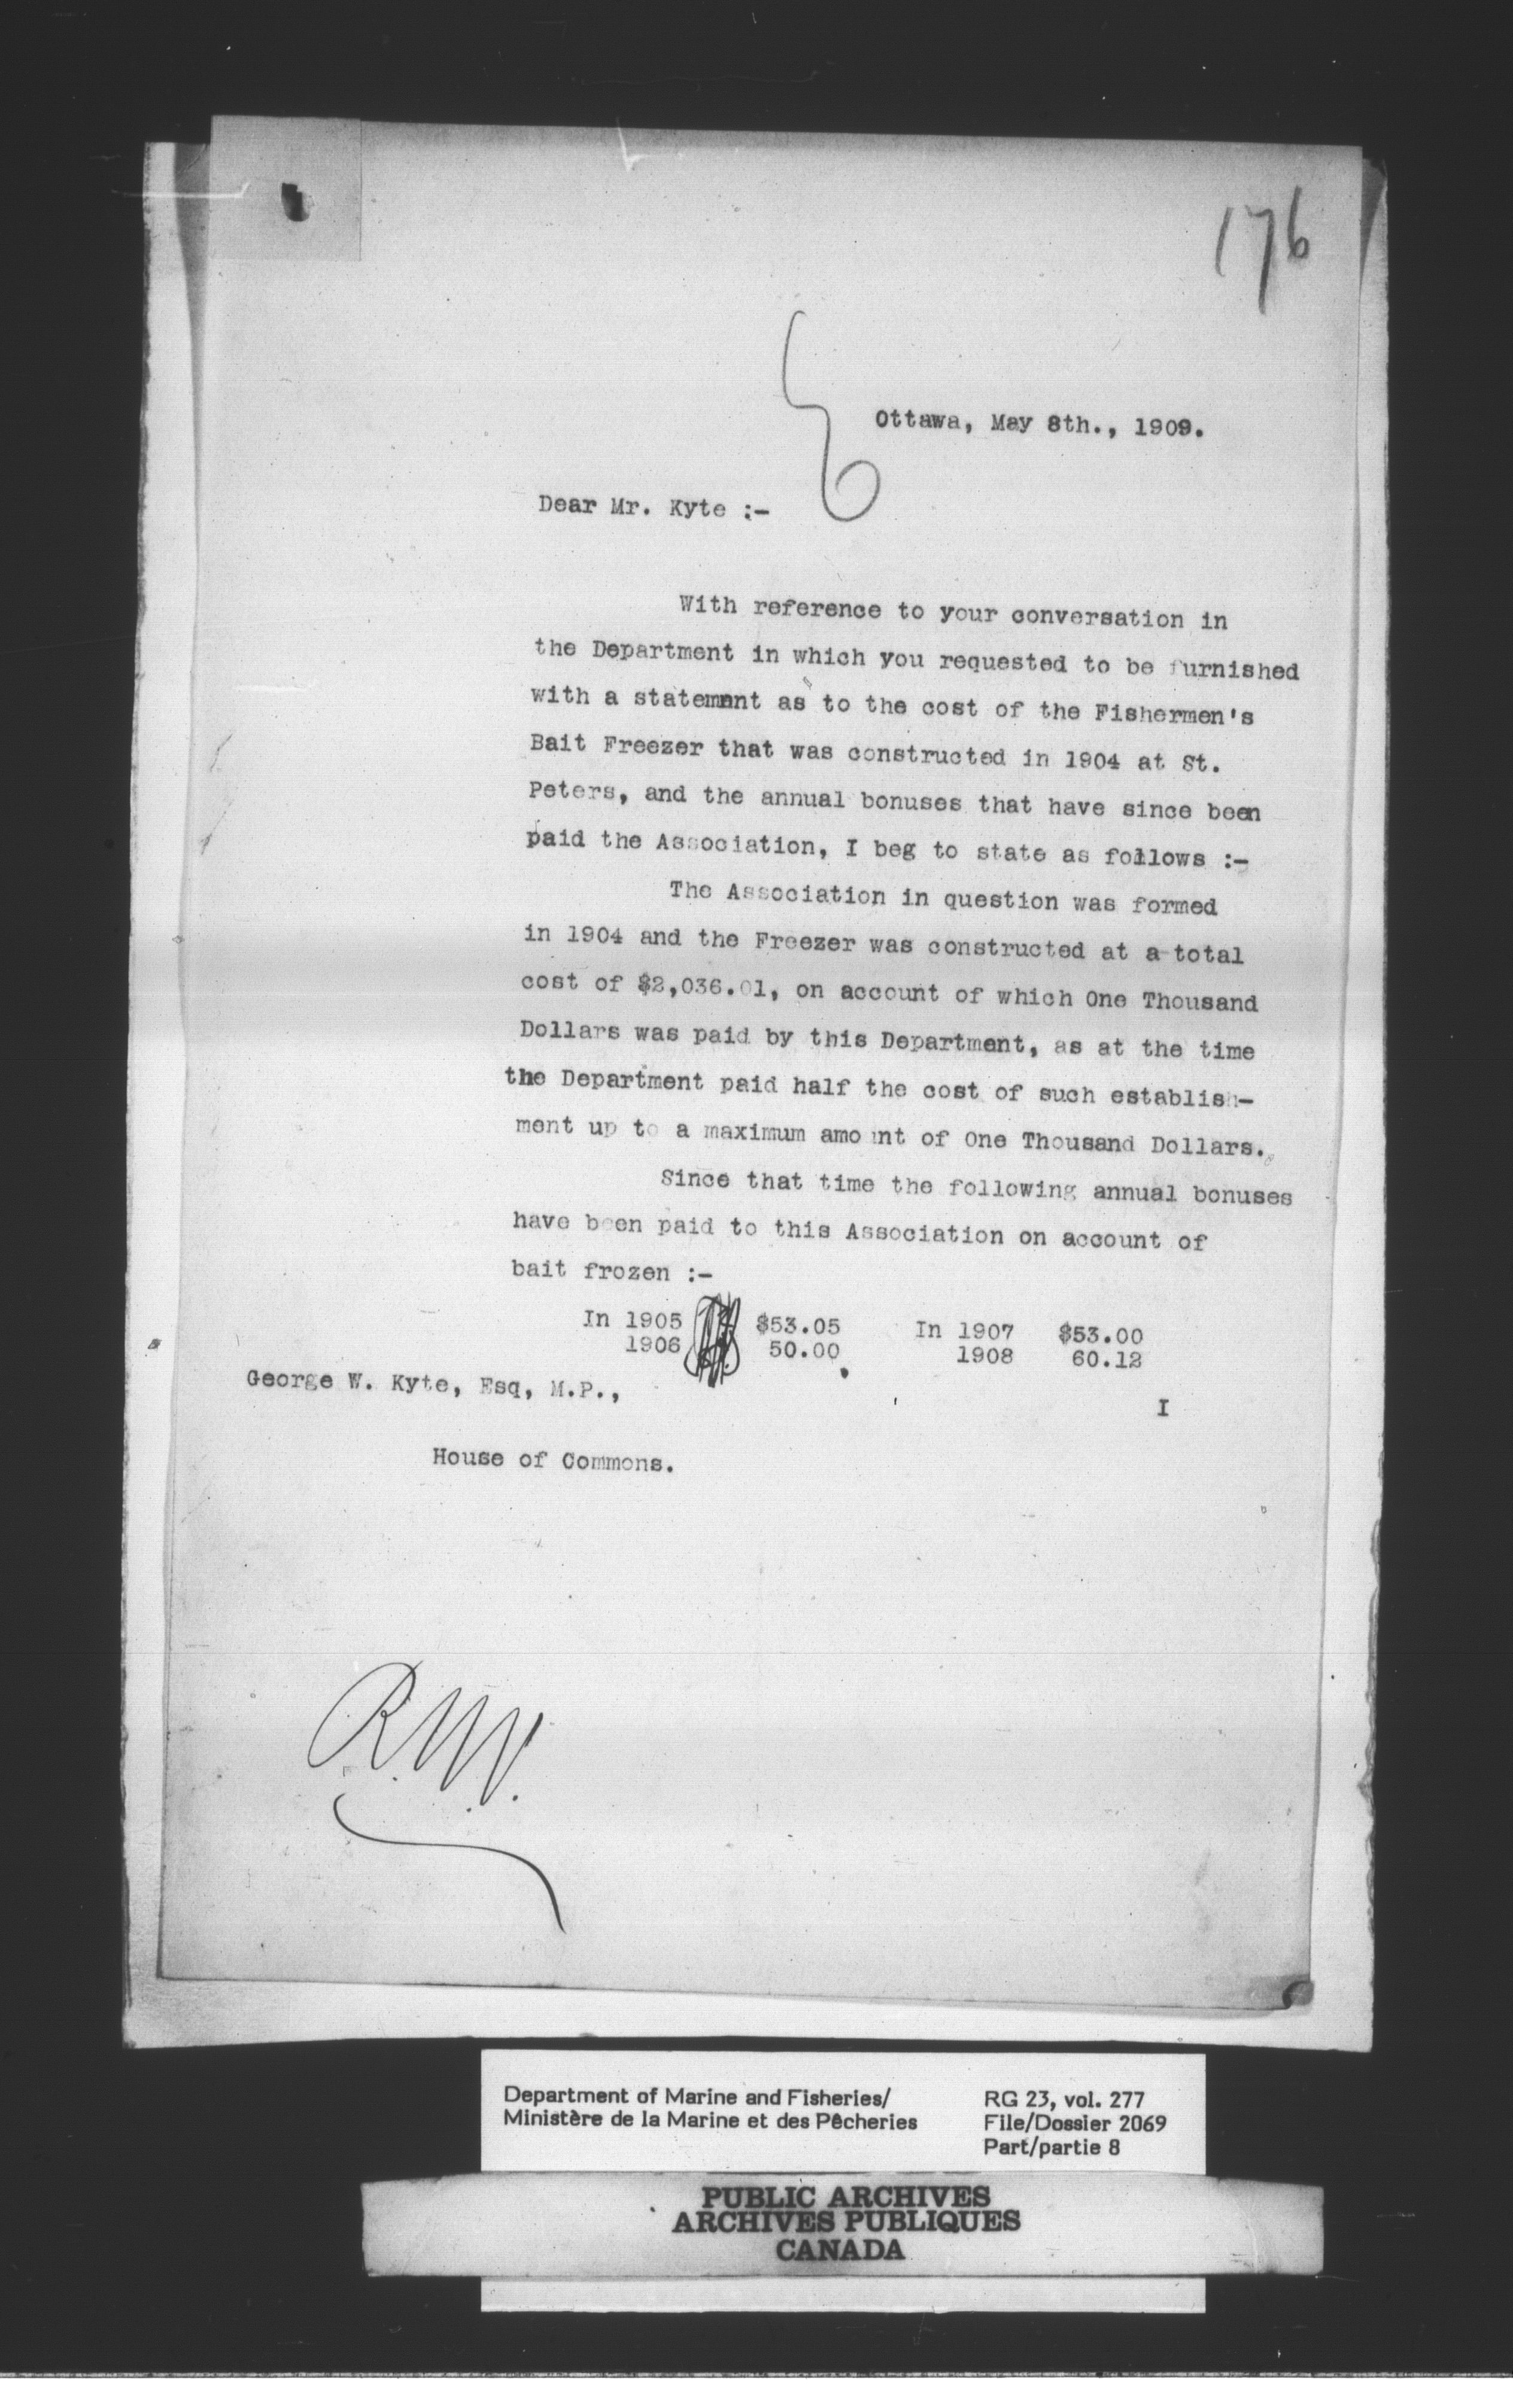 176
Ottawa, May 8th., 1909.
Dear Mr. Kyte :-
With reference to your conversation in
the Department in which you requested to be furnished
with a statemnnt as to the cost of the Fishermen's
Bait Freezer that was constructed in 1904 at St.
Peters, and the annual bonuses that have since been
paid the Association, I beg to state as follows :-
The Association in question was formed
in 1904 and the Freezer was constructed at a total
cost of $2,036.01, on account of which One Thousand
Dollars was paid by this Department, as at the time
the Department paid half the cost of such establish-
ment up to a maximum amount of One Thousand Dollars.
Since that time the following annual bonuses
have been paid to this Association on account of
bait frozen :-
In 1905 $53.05 In 1907 $53.00
1906 50.00 1908 60.12
George W. Kyte, Esq, M.P.,
I
House of Commons.
R.M.V.
Department of Marine and Fisheries/ RG 23, vol. 277
Ministère de la Marine et des Pêcheries File/Dossier 2069
Part/partie 8
PUBLIC ARCHIVES
ARCHIVES PUBLIQUES
CANADA